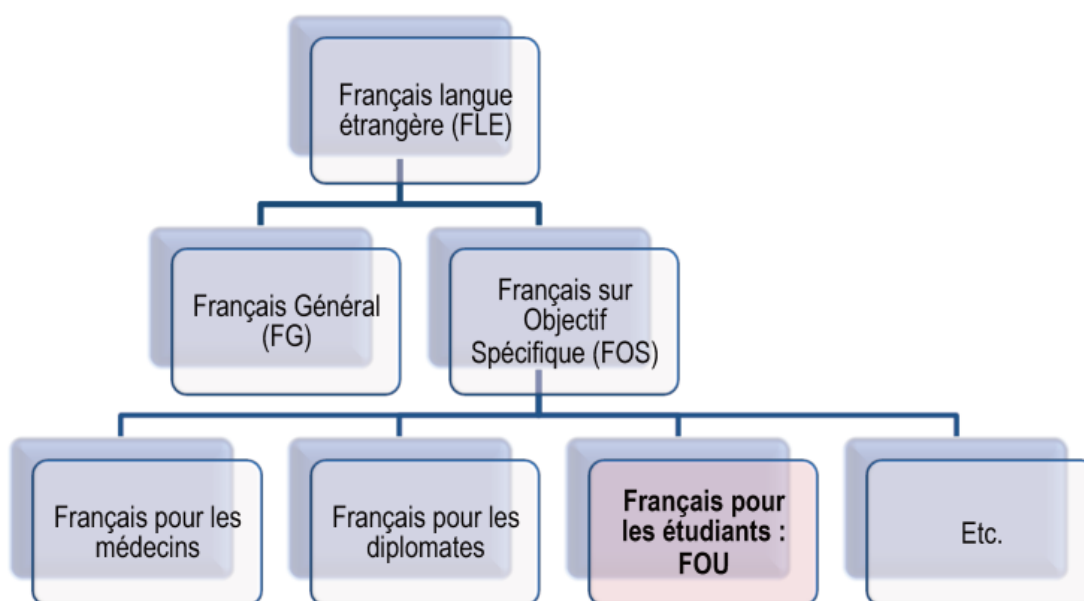 Français langue
étrangère (FLE)
Français Général
(FG)
Français sur
Objectif
Spécifique (FOS)
Français pour les
médecins
Français pour les
diplomates
Français pour
les étudiants :
FOU
Etc.